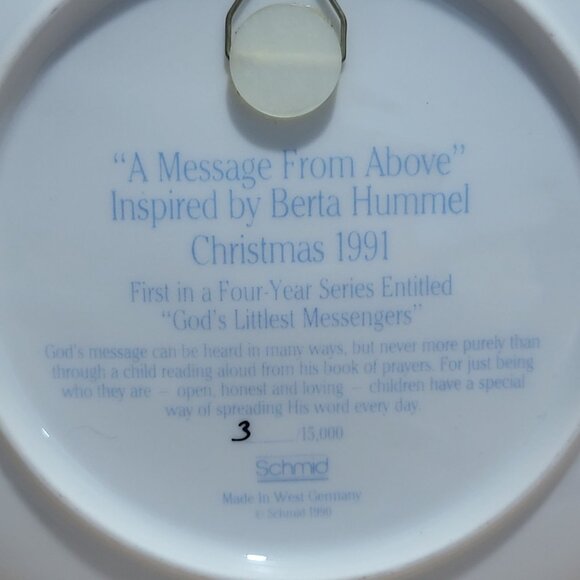 “A Message From Above”
Inspired by Berta Hummel
Christmas 1991
First in a Four-Year Series Entitled
“God's Littlest Messengers”
God's message can be heard in many ways, but never more purely than
through a child reading aloud from his book of prayers. For just being
who they are — open, honest and loving — children have a special
way of spreading His word every day.
3 /15,000
Schmid
Made In West Germany
© Schmid 1990